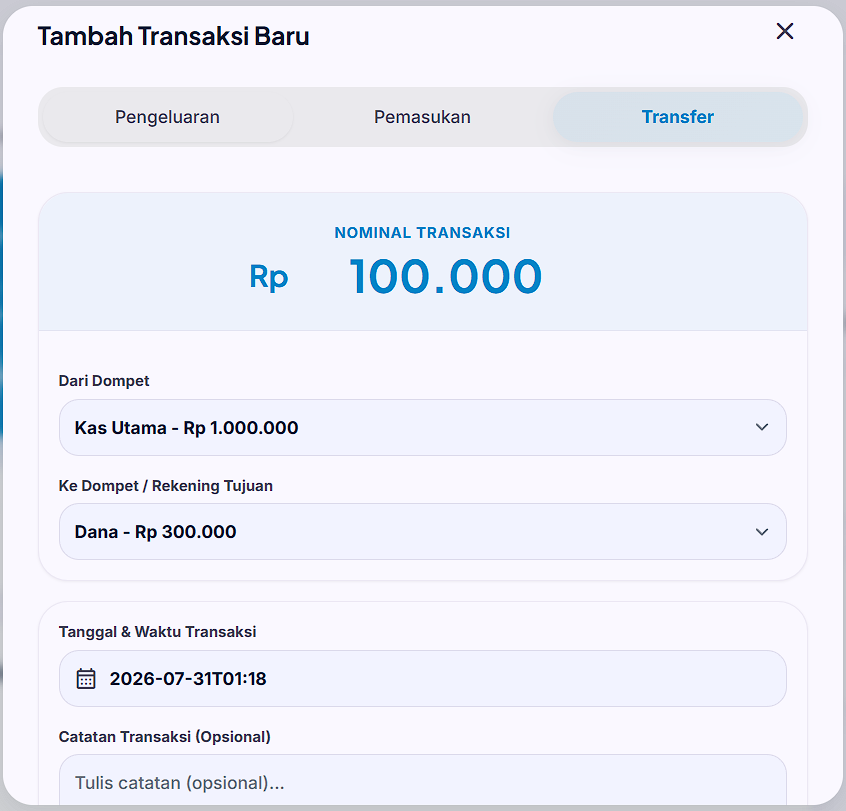 Tambah Transaksi Baru
Pengeluaran
Pemasukan
Transfer
NOMINAL TRANSAKSI
Rp 100.000
Dari Dompet
Kas Utama - Rp 1.000.000
Ke Dompet / Rekening Tujuan
Dana - Rp 300.000
Tanggal & Waktu Transaksi
2026-07-31T01:18
Catatan Transaksi (Opsional)
Tulis catatan (opsional)...